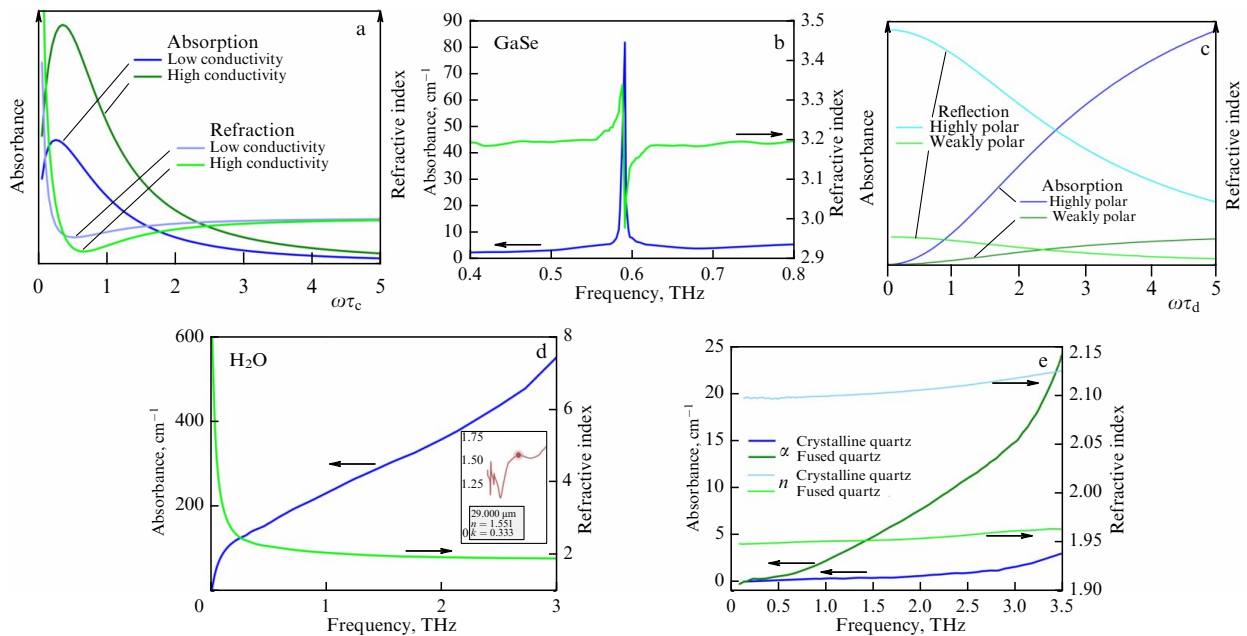 a
Absorption
Low conductivity
High conductivity
Refraction
Low conductivity
High conductivity
Absorbance
Refractive index
0 1 2 3 4 5
ωτc
GaSe
b
90
80
70
60
50
40
30
20
10
0
Absorbance, cm−1
3.5
3.4
3.3
3.2
3.1
3.0
2.9
Refractive index
0.4 0.5 0.6 0.7 0.8
Frequency, THz
c
Reflection
Highly polar
Weakly polar
Absorption
Highly polar
Weakly polar
Absorbance
Refractive index
0 1 2 3 4 5
ωτd
H2O
d
600
400
200
0
Absorbance, cm−1
8
7
6
4
2
Refractive index
1.75
1.50
1.25
0
29.000 μm
n = 1.551
k = 0.333
0 1 2 3
Frequency, THz
e
25
20
15
10
5
0
Absorbance, cm−1
2.15
2.10
2.05
2.00
1.95
1.90
Refractive index
Crystalline quartz
α
Fused quartz
Crystalline quartz
n
Fused quartz
0 0.5 1.0 1.5 2.0 2.5 3.0 3.5
Frequency, THz